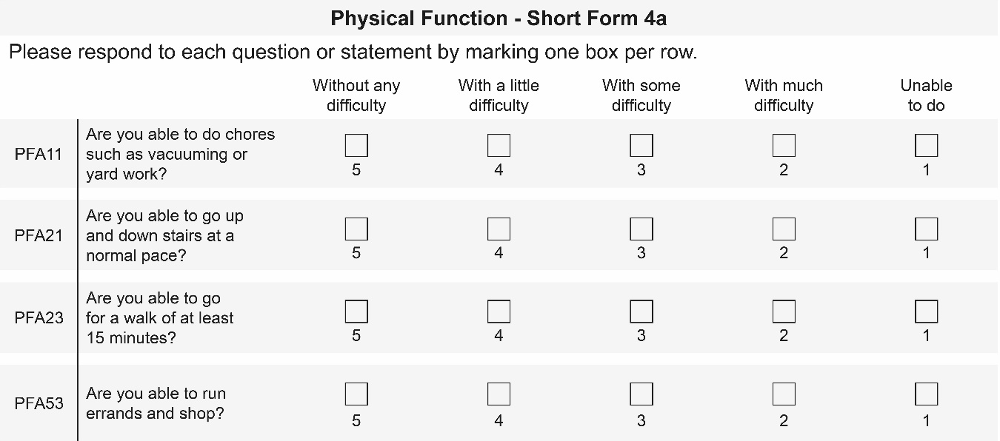 Physical Function - Short Form 4a
Please respond to each question or statement by marking one box per row.
Without any difficulty
With a little difficulty
With some difficulty
With much difficulty
Unable to do
PFA11
Are you able to do chores
such as vacuuming or
yard work?
5 4 3 2 1
PFA21
Are you able to go up
and down stairs at a
normal pace?
5 4 3 2 1
PFA23
Are you able to go
for a walk of at least
15 minutes?
5 4 3 2 1
PFA53
Are you able to run
errands and shop?
5 4 3 2 1